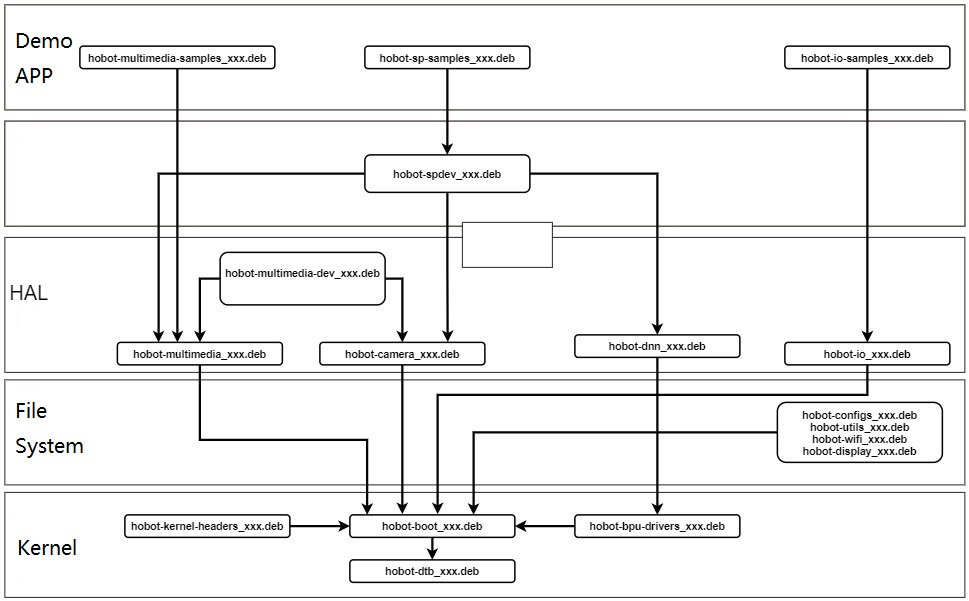 Demo
APP
hobot-multimedia-samples_xxx.deb
hobot-sp-samples_xxx.deb
hobot-io-samples_xxx.deb
hobot-spdev_xxx.deb
HAL
hobot-multimedia-dev_xxx.deb
hobot-multimedia_xxx.deb
hobot-camera_xxx.deb
hobot-dnn_xxx.deb
hobot-io_xxx.deb
File
System
hobot-configs_xxx.deb
hobot-utils_xxx.deb
hobot-wifi_xxx.deb
hobot-display_xxx.deb
Kernel
hobot-kernel-headers_xxx.deb
hobot-boot_xxx.deb
hobot-bpu-drivers_xxx.deb
hobot-dtb_xxx.deb